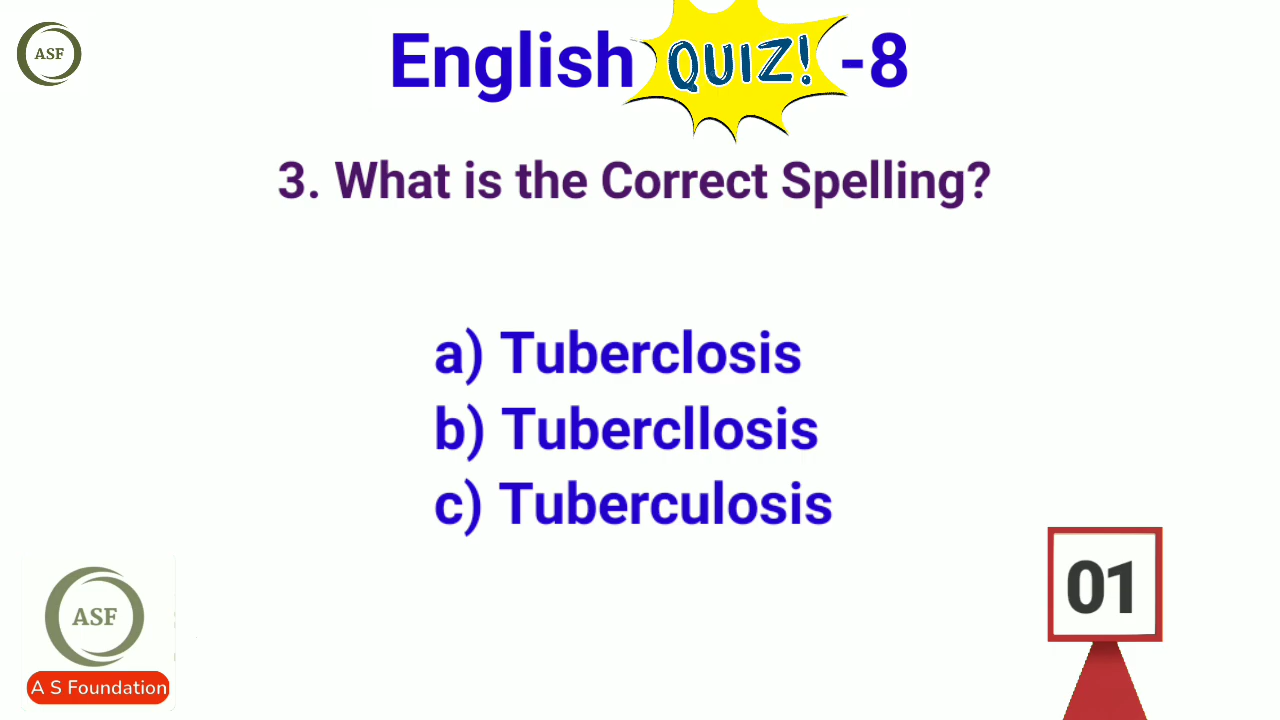 ASF
English QUIZ! -8
3. What is the Correct Spelling?
a) Tuberclosis
b) Tubercllosis
c) Tuberculosis
01
ASF
A S Foundation